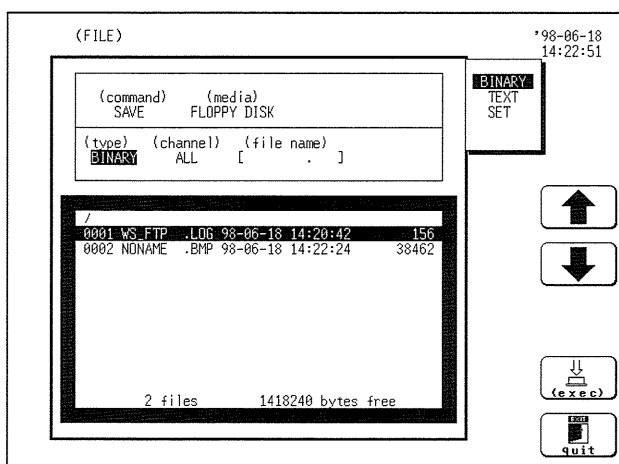 (FILE)
'98-06-18
14:22:51
BINARY
TEXT
SET
(command) (media)
SAVE FLOPPY DISK
(type) (channel) (file name)
BINARY ALL [ . ]
/
0001 WS_FTP .LOG 98-06-18 14:20:42 156
0002 NONAME .BMP 98-06-18 14:22:24 38462
2 files 1418240 bytes free
(exec)
EXIT
quit